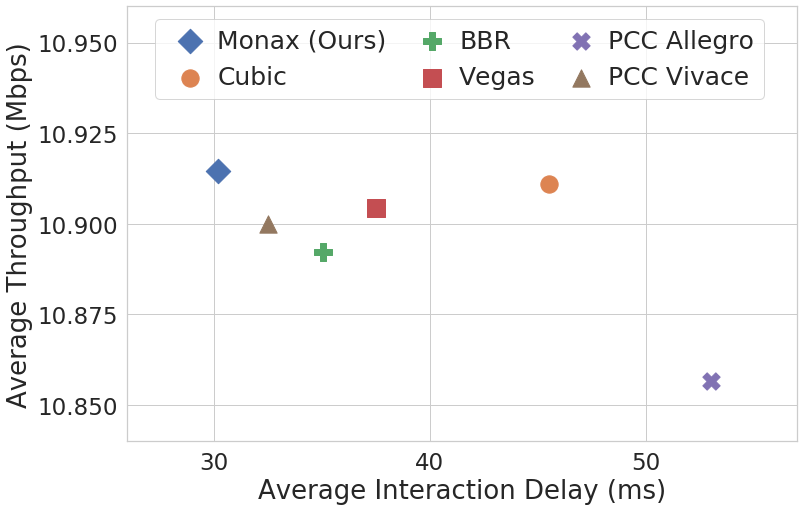 Average Throughput (Mbps)
10.950
10.925
10.900
10.875
10.850
Monax (Ours)
Cubic
BBR
Vegas
PCC Allegro
PCC Vivace
30
40
50
Average Interaction Delay (ms)